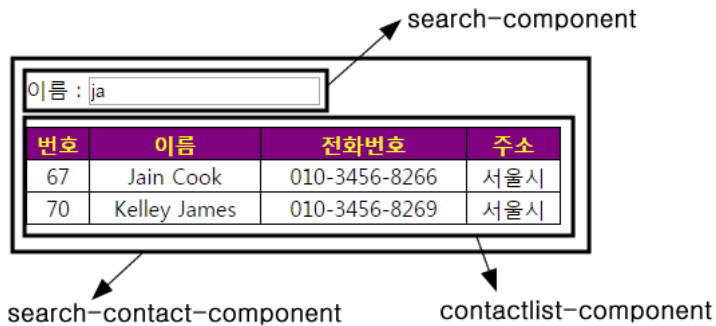 search-component
이름 : ja
번호 이름 전화번호 주소
67 Jain Cook 010-3456-8266 서울시
70 Kelley James 010-3456-8269 서울시
search-contact-component contactlist-component